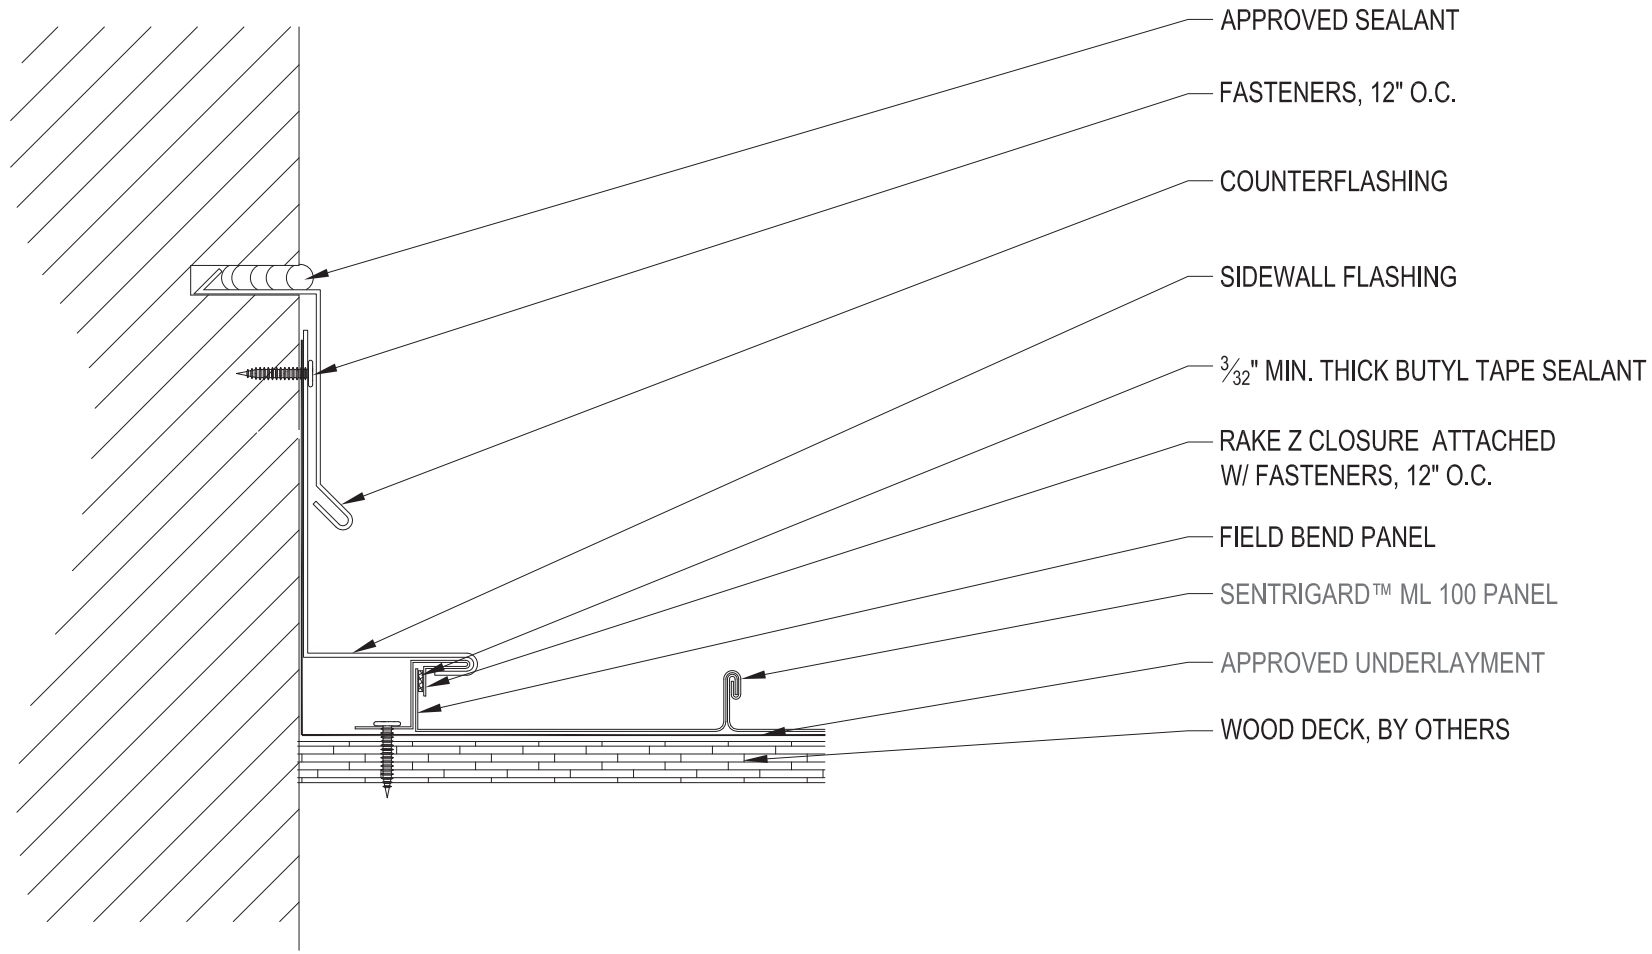 APPROVED SEALANT
FASTENERS, 12" O.C.
COUNTERFLASHING
SIDEWALL FLASHING
3/32" MIN. THICK BUTYL TAPE SEALANT
RAKE Z CLOSURE ATTACHED
W/ FASTENERS, 12" O.C.
FIELD BEND PANEL
SENTRIGARD™ ML 100 PANEL
APPROVED UNDERLAYMENT
WOOD DECK, BY OTHERS